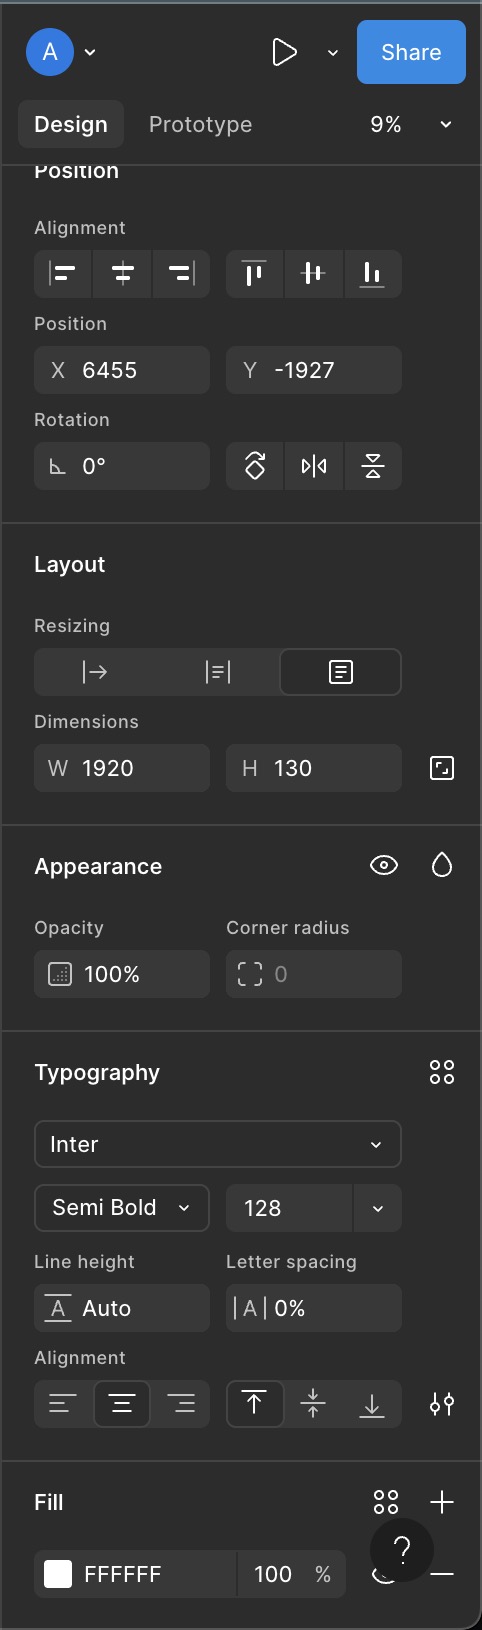 A
Share
Design Prototype 9%
Position
Alignment
Position
X 6455 Y -1927
Rotation
0°
Layout
Resizing
Dimensions
W 1920 H 130
Appearance
Opacity Corner radius
100% 0
Typography
Inter
Semi Bold 128
Line height Letter spacing
A Auto |A| 0%
Alignment
Fill
?
FFFFFF 100 %